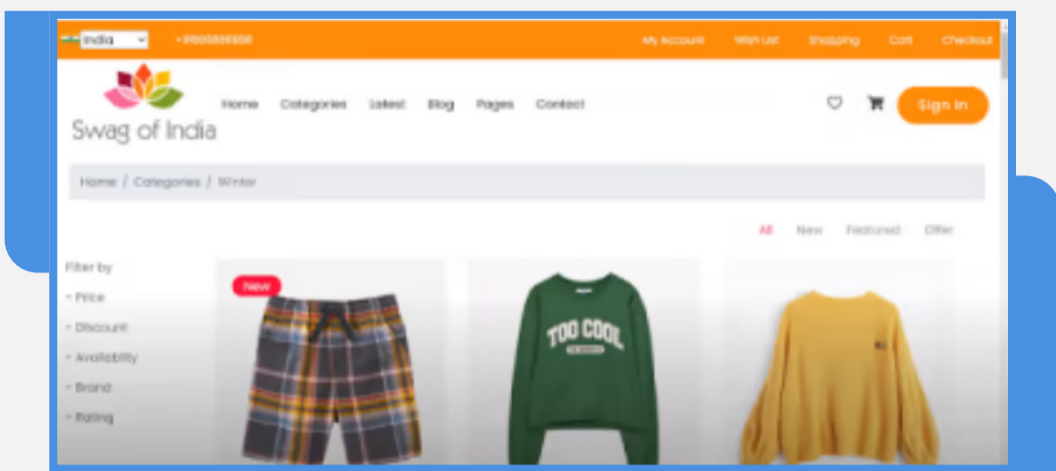 India
My Account Wish List Shopping Cart Checkout
Swag of India
Home Categories Latest Blog Pages Contact
Sign In
Home / Categories / Winter
All New Featured Offer
Filter by
- Price
- Discount
- Availability
- Brand
- Rating
New
TOO COOL